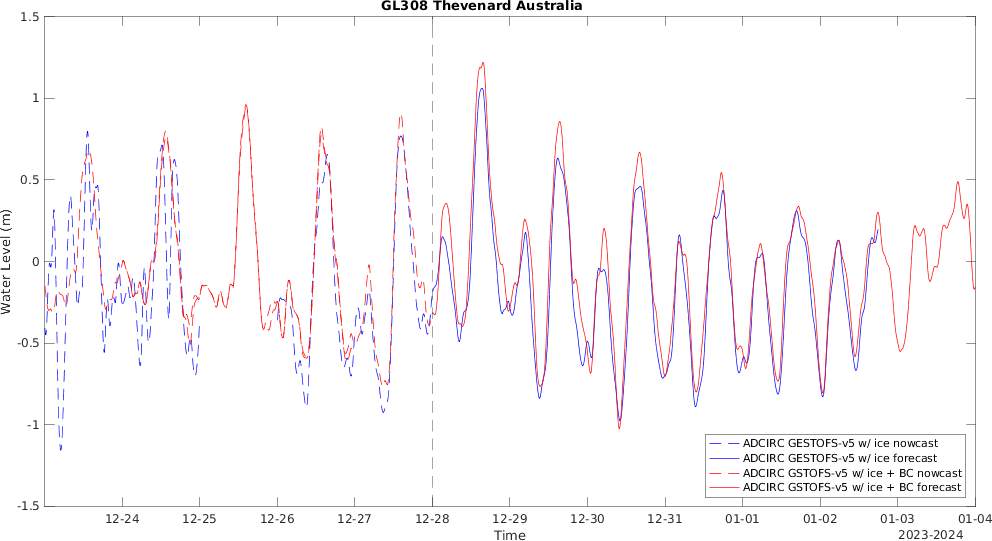 GL308 Thevenard Australia
1.5
1
0.5
0
-0.5
-1
-1.5
Water Level (m)
ADCIRC GESTOFS-v5 w/ ice nowcast
ADCIRC GESTOFS-v5 w/ ice forecast
ADCIRC GSTOFS-v5 w/ ice + BC nowcast
ADCIRC GSTOFS-v5 w/ ice + BC forecast
12-24 12-25 12-26 12-27 12-28 12-29 12-30 12-31 01-01 01-02 01-03 01-04
Time
2023-2024